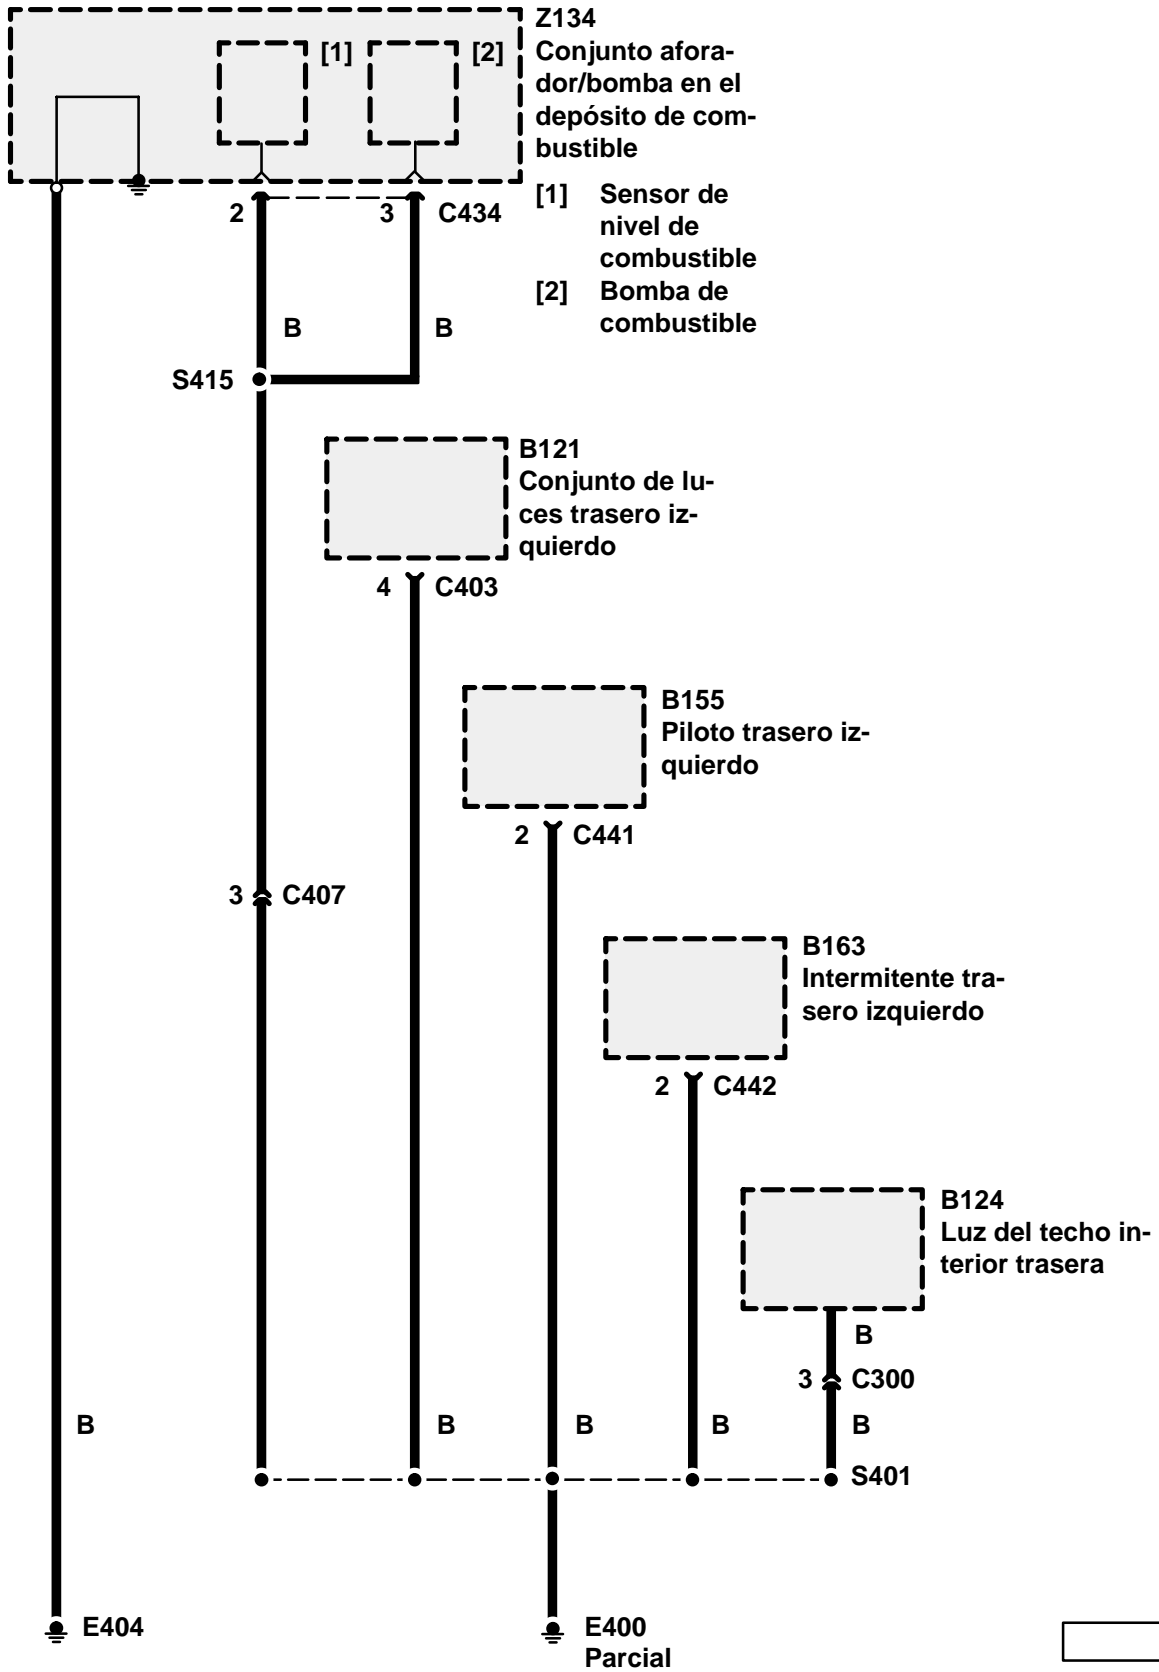 Z134
Conjunto afora-
dor/bomba en el
depósito de com-
bustible
[1]
[2]
[1] Sensor de
nivel de
combustible
[2] Bomba de
combustible
2
3
C434
B
B
S415
B121
Conjunto de lu-
ces trasero iz-
quierdo
4
C403
B155
Piloto trasero iz-
quierdo
2
C441
3
C407
B163
Intermitente tra-
sero izquierdo
2
C442
B124
Luz del techo in-
terior trasera
B
3
C300
B
B
B
B
B
S401
E404
E400
Parcial